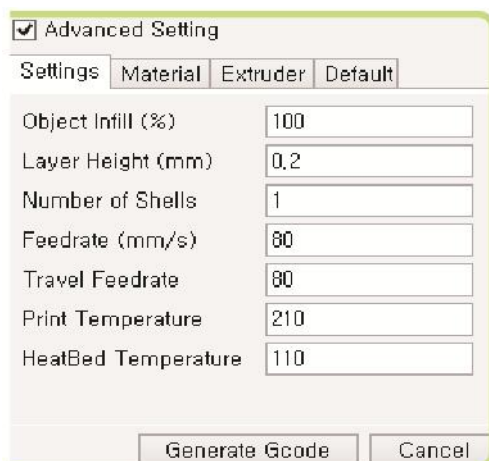 Advanced Setting
Settings Material Extruder Default
Object Infill (%) 100
Layer Height (mm) 0.2
Number of Shells 1
Feedrate (mm/s) 80
Travel Feedrate 80
Print Temperature 210
HeatBed Temperature 110
Generate Gcode Cancel